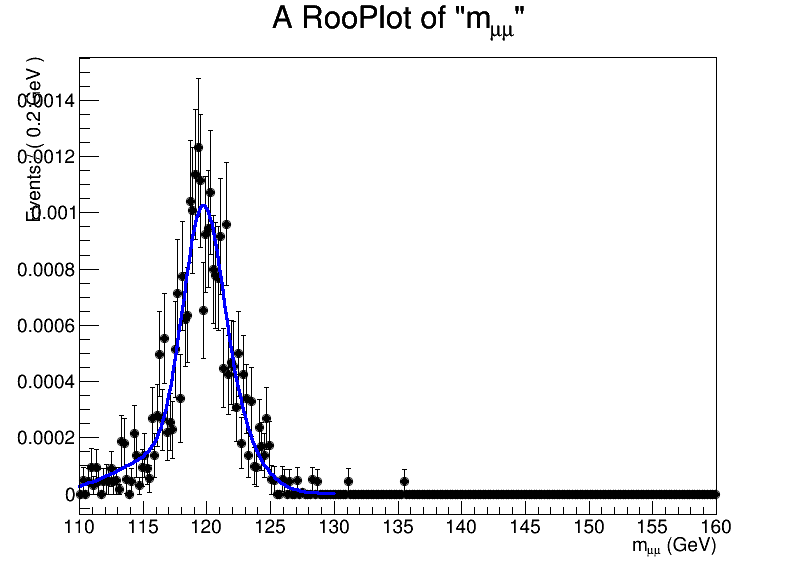 A RooPlot of "mμμ"
Events / ( 0.2 GeV )
0.0014
0.0012
0.001
0.0008
0.0006
0.0004
0.0002
0
110 115 120 125 130 135 140 145 150 155 160
mμμ (GeV)